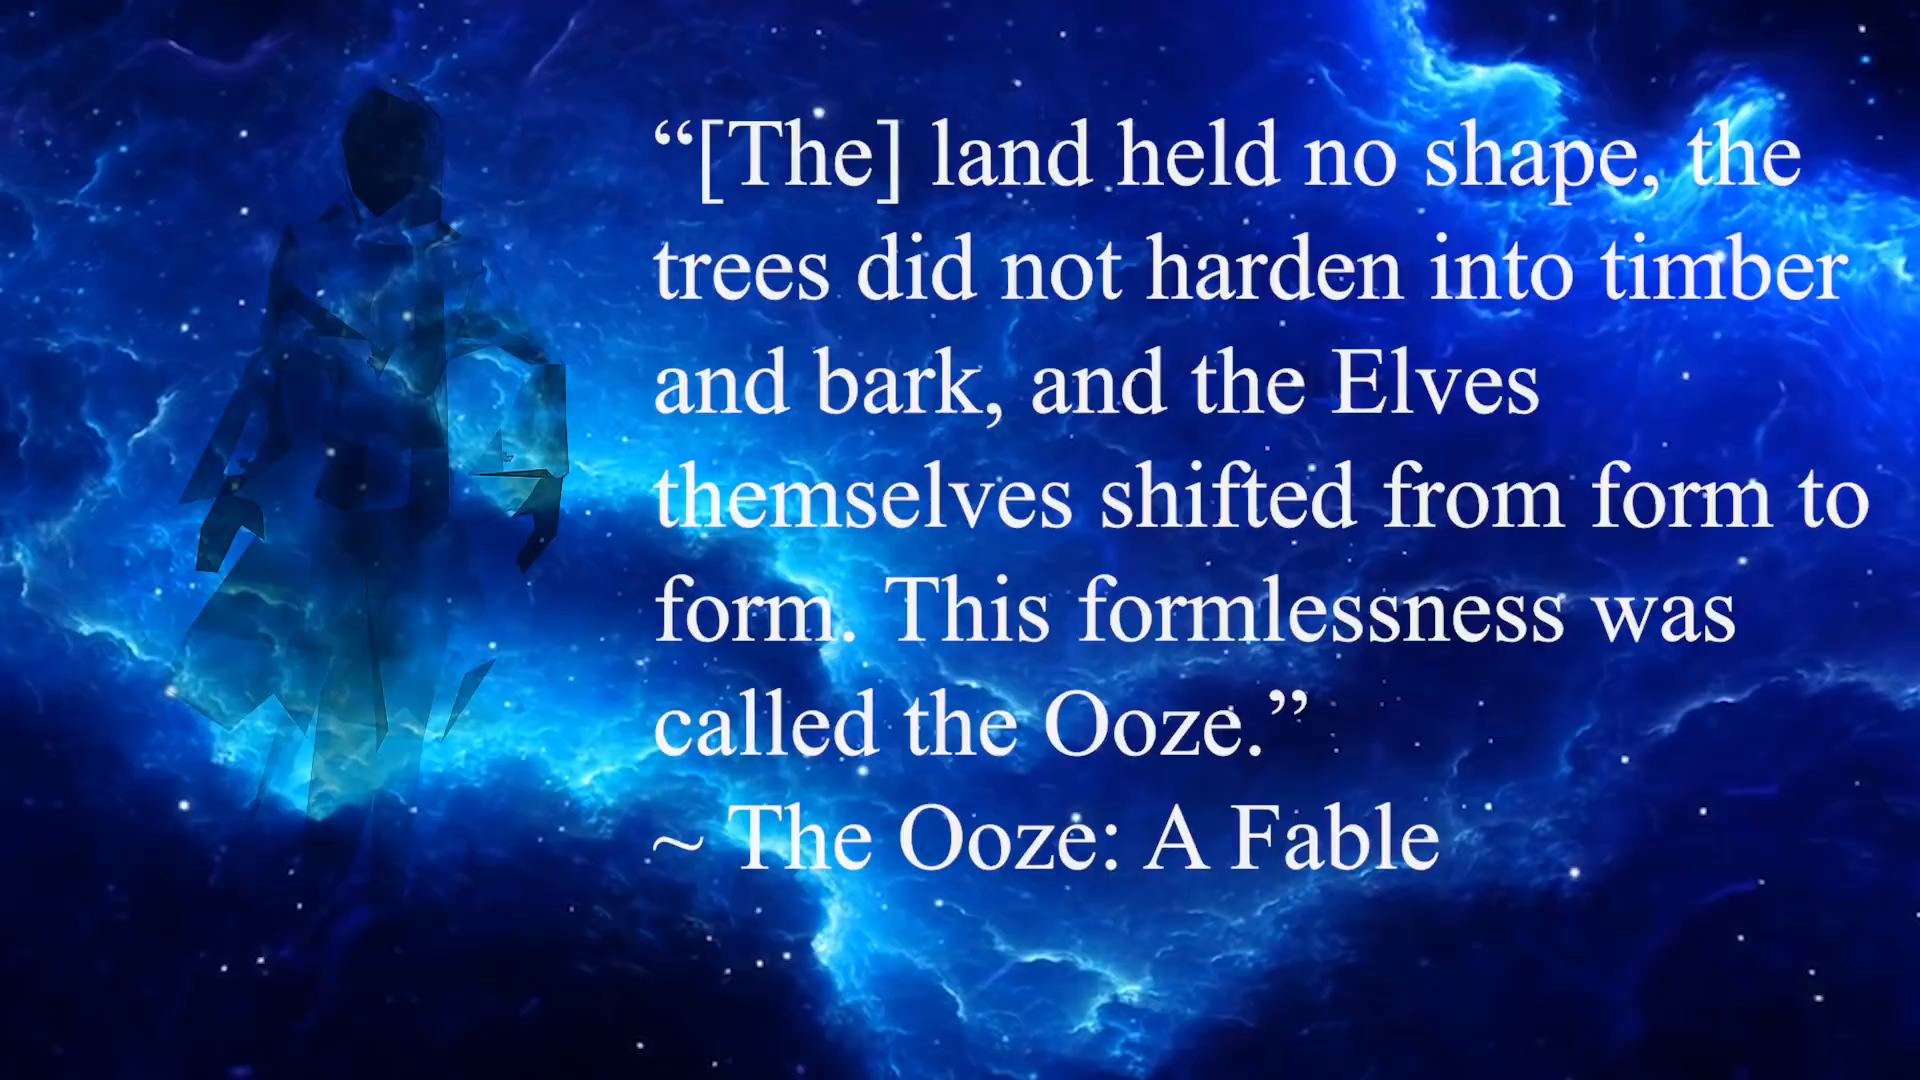 “[The] land held no shape, the
trees did not harden into timber
and bark, and the Elves
themselves shifted from form to
form. This formlessness was
called the Ooze.”
~ The Ooze: A Fable